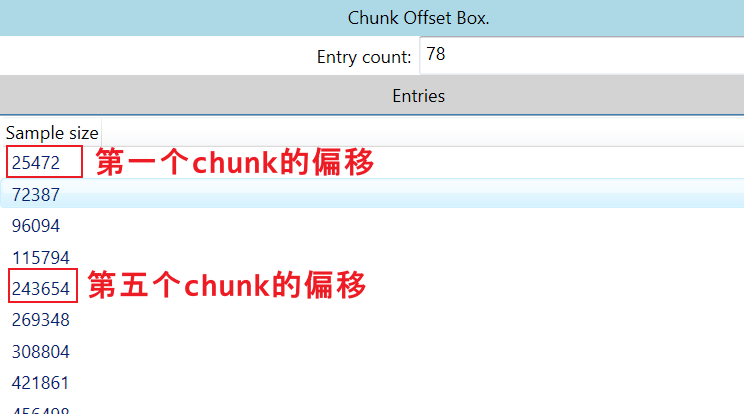 Chunk Offset Box.
Entry count: 78
Entries
Sample size
25472 第一个chunk的偏移
72387
96094
115794
243654 第五个chunk的偏移
269348
308804
421861
456498